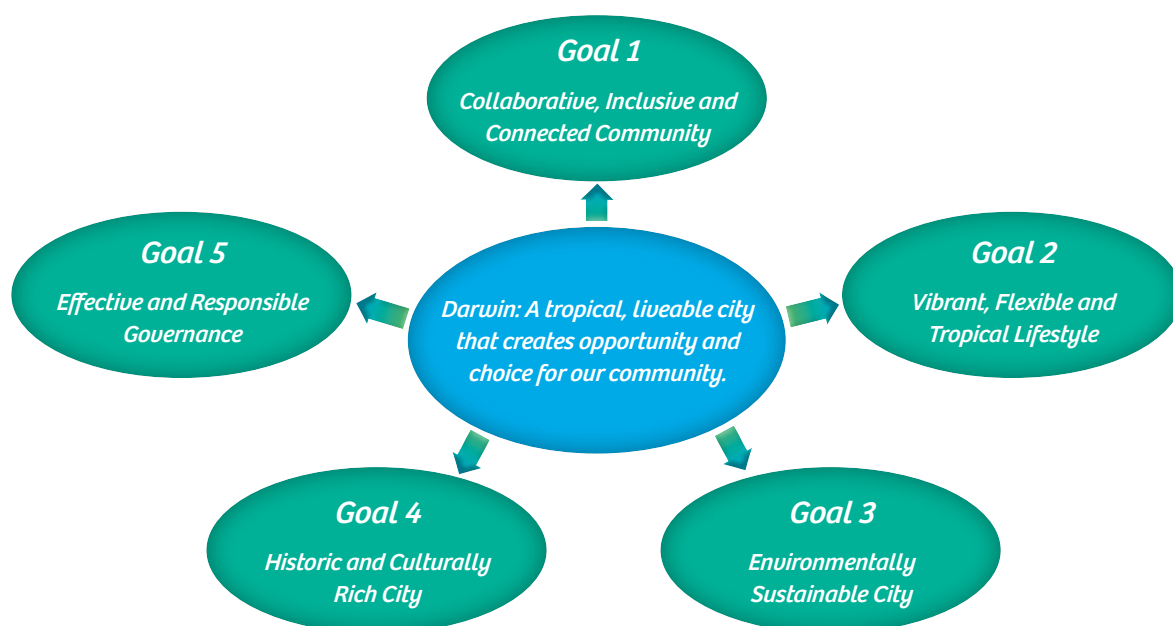 Goal 1
Collaborative, Inclusive and
Connected Community
Goal 5
Effective and Responsible
Governance
Darwin: A tropical, liveable city
that creates opportunity and
choice for our community.
Goal 2
Vibrant, Flexible and
Tropical Lifestyle
Goal 4
Historic and Culturally
Rich City
Goal 3
Environmentally
Sustainable City